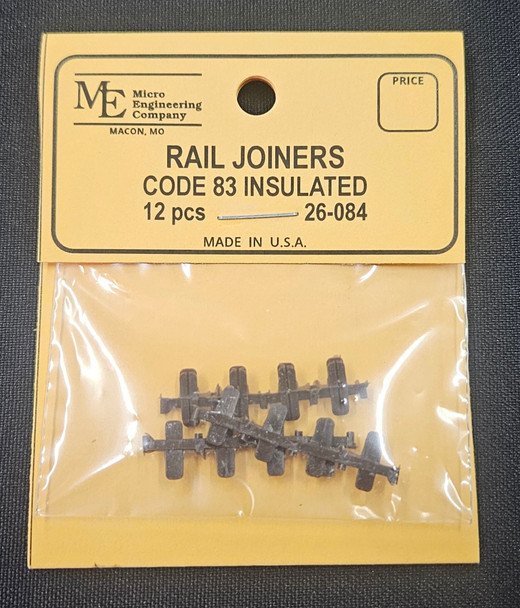 ME Micro
Engineering
Company
MACON, MO
PRICE
RAIL JOINERS
CODE 83 INSULATED
12 pcs 26-084
MADE IN U.S.A.